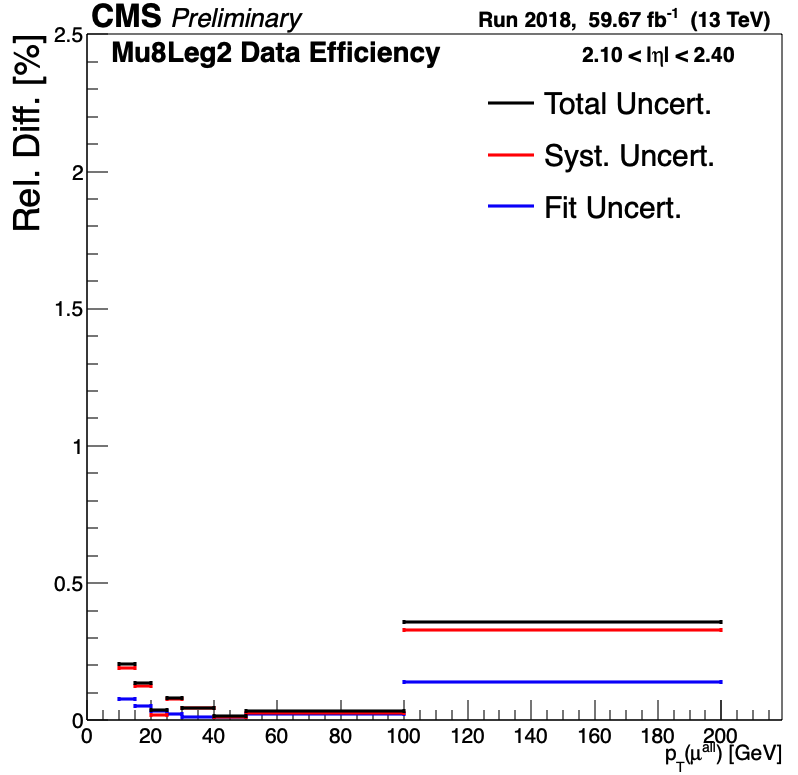 CMS Preliminary Run 2018, 59.67 fb⁻¹ (13 TeV)
Mu8Leg2 Data Efficiency 2.10 < |η| < 2.40
Total Uncert.
Syst. Uncert.
Fit Uncert.
Rel. Diff. [%]
2.5
2
1.5
1
0.5
0
0 20 40 60 80 100 120 140 160 180 200
p_T(μ^all) [GeV]